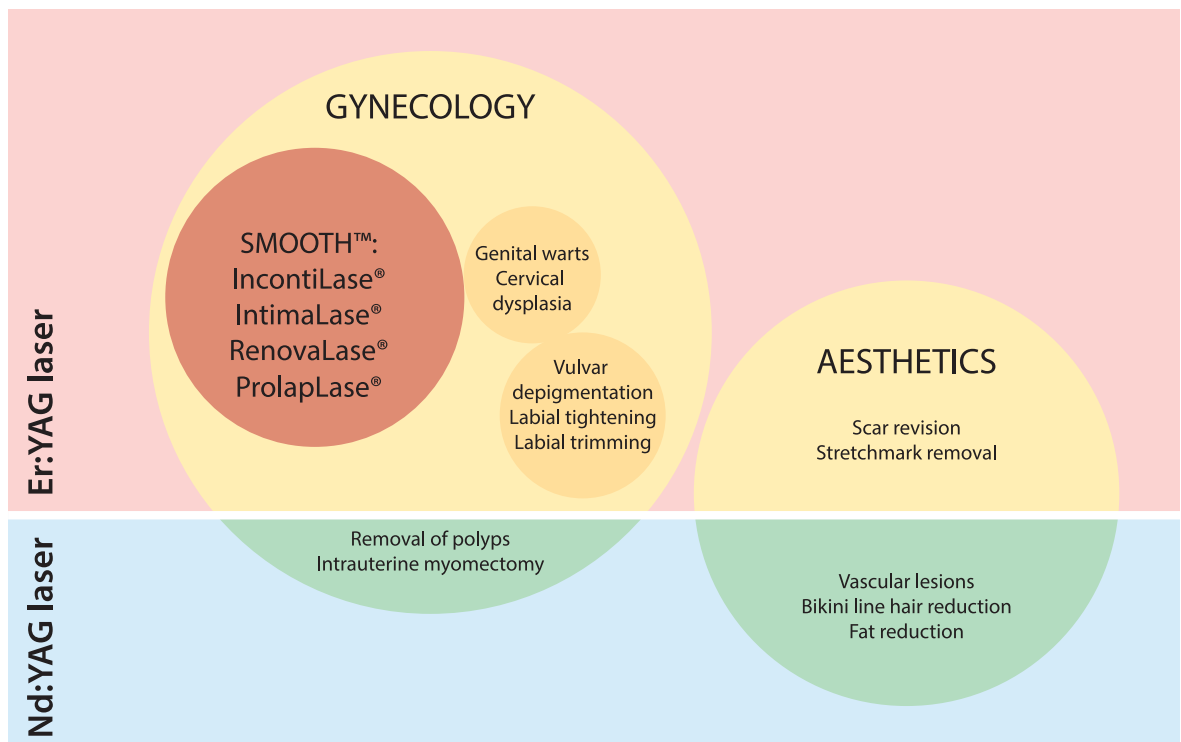 GYNECOLOGY
SMOOTH™:
IncontiLase®
IntimaLase®
RenovaLase®
ProlapLase®
Genital warts
Cervical
dysplasia
Vulvar
depigmentation
Labial tightening
Labial trimming
AESTHETICS
Scar revision
Stretchmark removal
Er:YAG laser
Removal of polyps
Intrauterine myomectomy
Vascular lesions
Bikini line hair reduction
Fat reduction
Nd:YAG laser